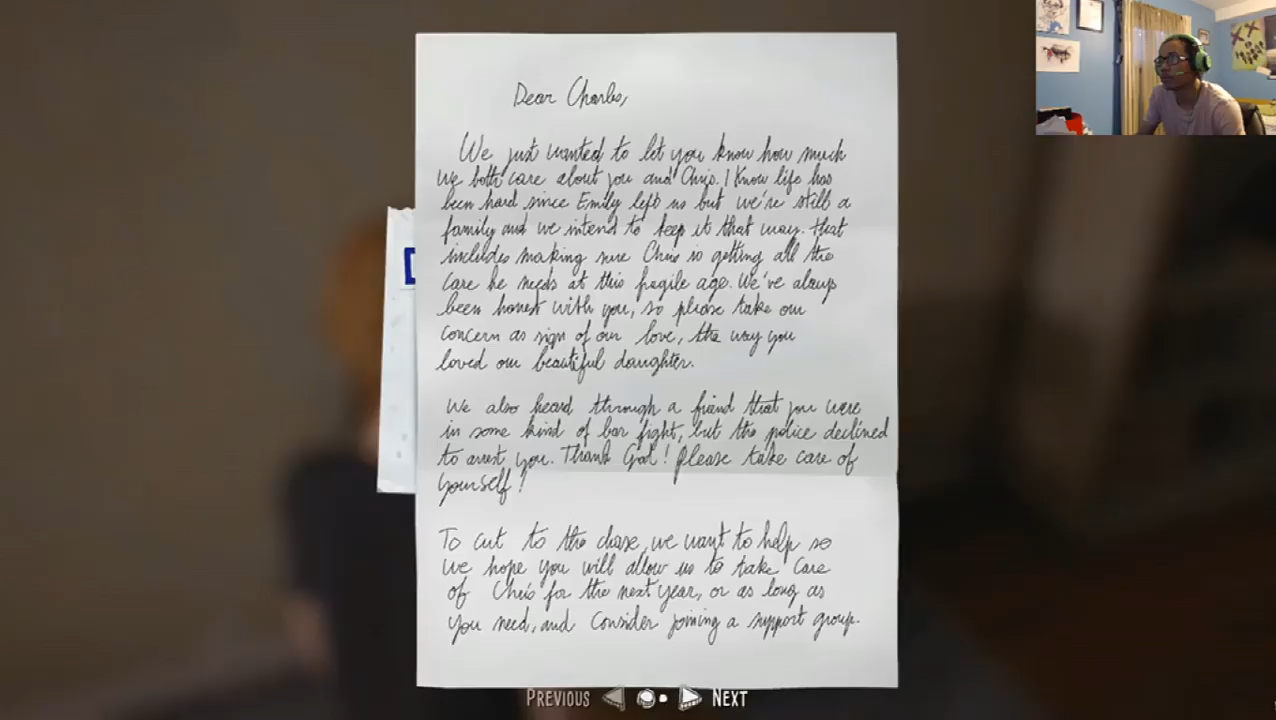 Dear Charles,
We just wanted to let you know how much
we both care about you and Chris. I know life has
been hard since Emily left us but we're still a
family and we intend to keep it that way. That
includes making sure Chris is getting all the
care he needs at this fragile age. We've always
been honest with you, so please take our
concern as sign of our love, the way you
loved our beautiful daughter.
We also heard through a friend that you were
in some kind of bar fight, but the police declined
to arrest you. Thank God! please take care of
yourself!
To cut to the chase, we want to help so
we hope you will allow us to take care
of Chris for the next year, or as long as
you need, and consider joining a support group.
PREVIOUS NEXT